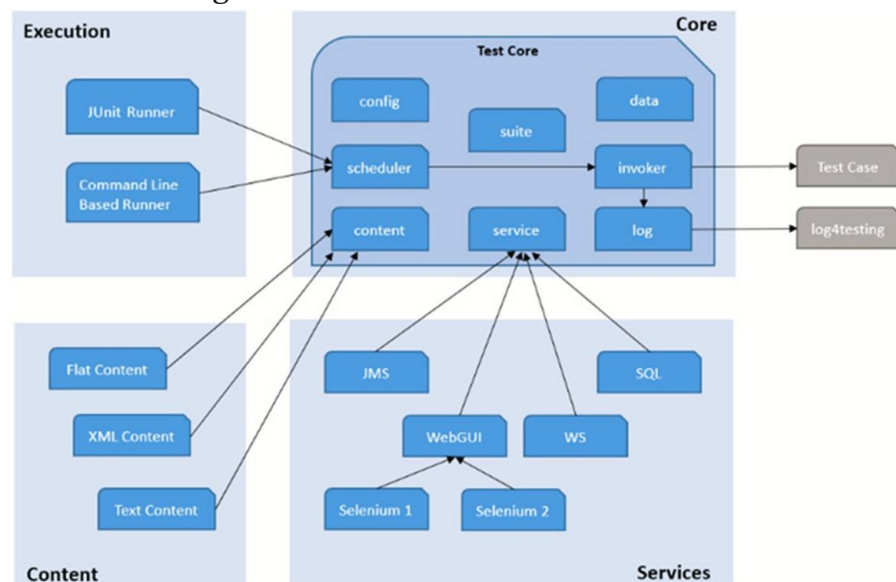 Execution
Core
Test Core
JUnit Runner
config
data
suite
Command Line
Based Runner
scheduler
invoker
Test Case
content
service
log
log4testing
Flat Content
JMS
SQL
XML Content
WebGUI
WS
Text Content
Selenium 1
Selenium 2
Content
Services